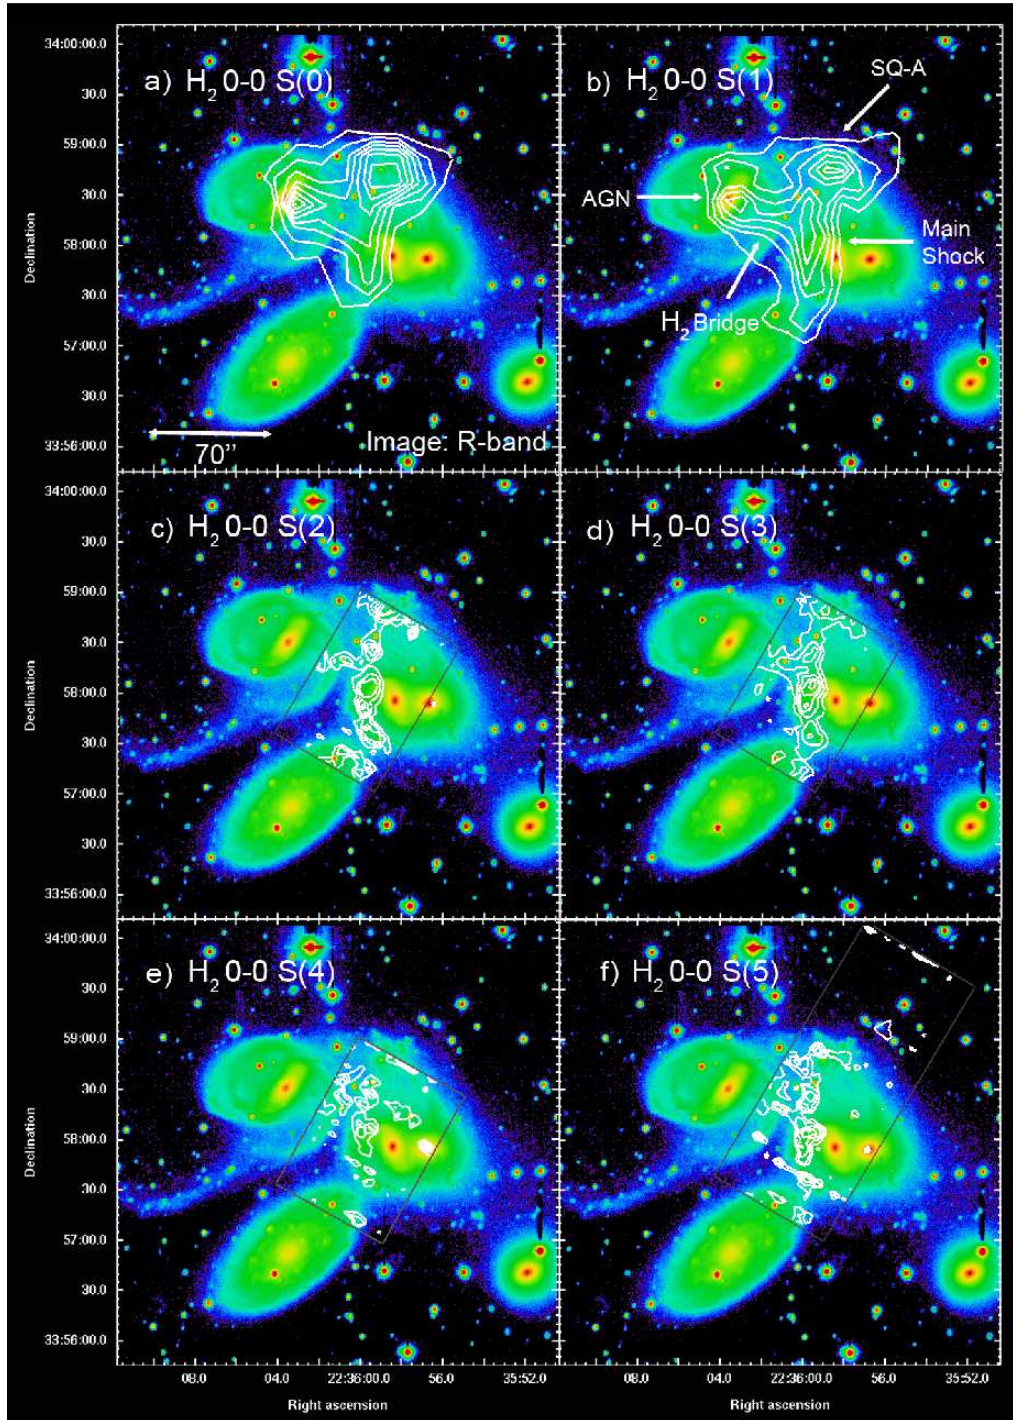 34:00:00.0
30.0
59:00.0
30.0
58:00.0
30.0
57:00.0
30.0
33:56:00.0
Declination
a) H2 0-0 S(0)
70’’
Image: R-band
b) H2 0-0 S(1)
SQ-A
AGN
Main
Shock
H2 Bridge
34:00:00.0
30.0
59:00.0
30.0
58:00.0
30.0
57:00.0
30.0
33:56:00.0
Declination
c) H2 0-0 S(2)
d) H2 0-0 S(3)
34:00:00.0
30.0
59:00.0
30.0
58:00.0
30.0
57:00.0
30.0
33:56:00.0
Declination
e) H2 0-0 S(4)
f) H2 0-0 S(5)
08.0 04.0 22:36:00.0 56.0 35:52.0
Right ascension
08.0 04.0 22:36:00.0 56.0 35:52.0
Right ascension